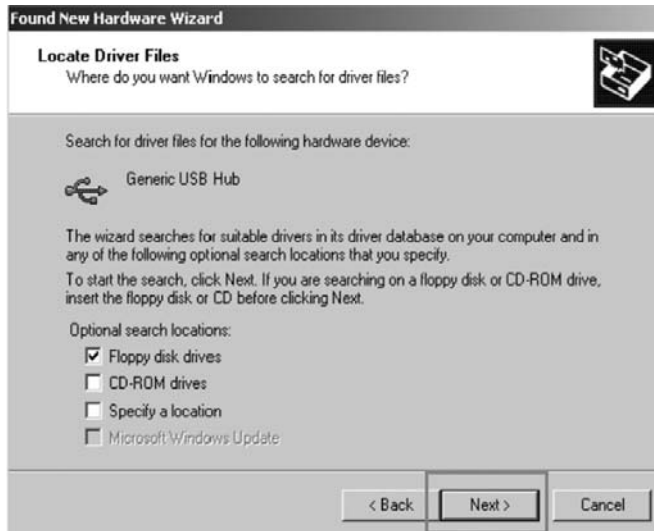 Found New Hardware Wizard
Locate Driver Files
Where do you want Windows to search for driver files?
Search for driver files for the following hardware device:
Generic USB Hub
The wizard searches for suitable drivers in its driver database on your computer and in
any of the following optional search locations that you specify.
To start the search, click Next. If you are searching on a floppy disk or CD-ROM drive,
insert the floppy disk or CD before clicking Next.
Optional search locations:
Floppy disk drives
CD-ROM drives
Specify a location
Microsoft Windows Update
< Back Next > Cancel